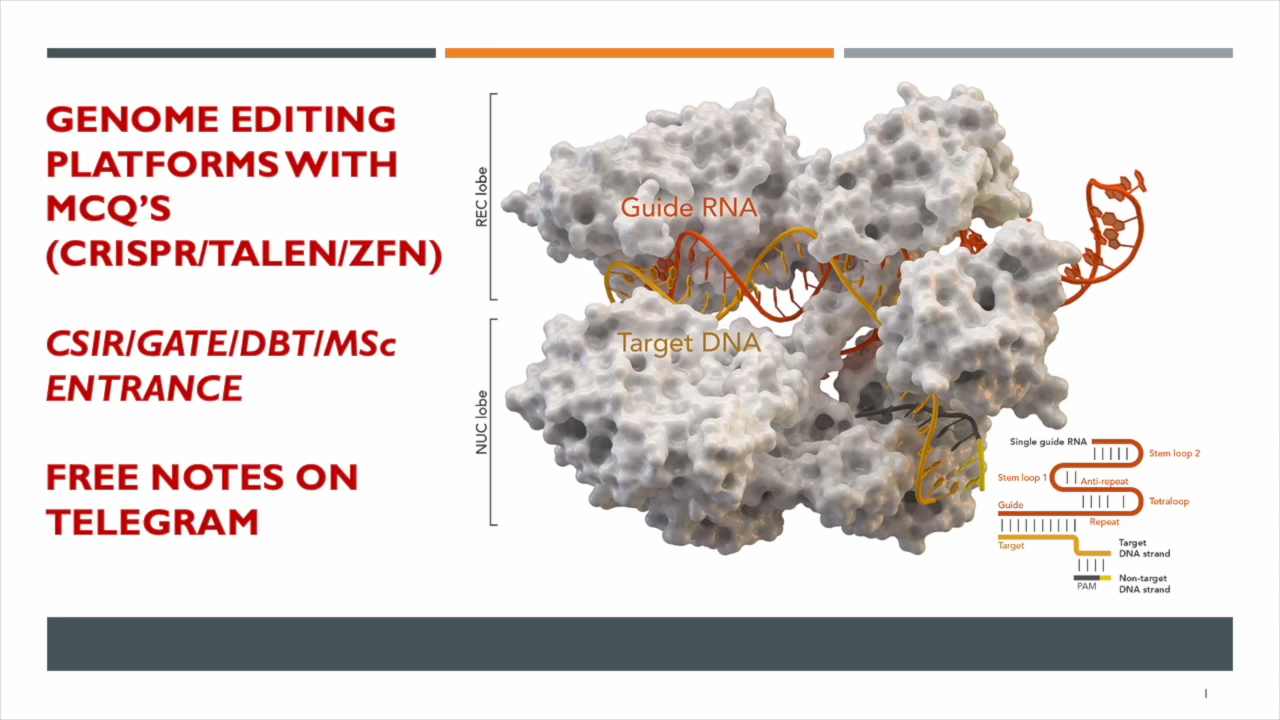 GENOME EDITING
PLATFORMS WITH
MCQ'S
(CRISPR/TALEN/ZFN)
CSIR/GATE/DBT/MSc
ENTRANCE
FREE NOTES ON
TELEGRAM
REC lobe
NUC lobe
Guide RNA
Target DNA
Single guide RNA
Stem loop 2
Stem loop 1
Anti-repeat
Tetraloop
Guide
Repeat
Target
Target
DNA strand
Non-target
DNA strand
PAM
1